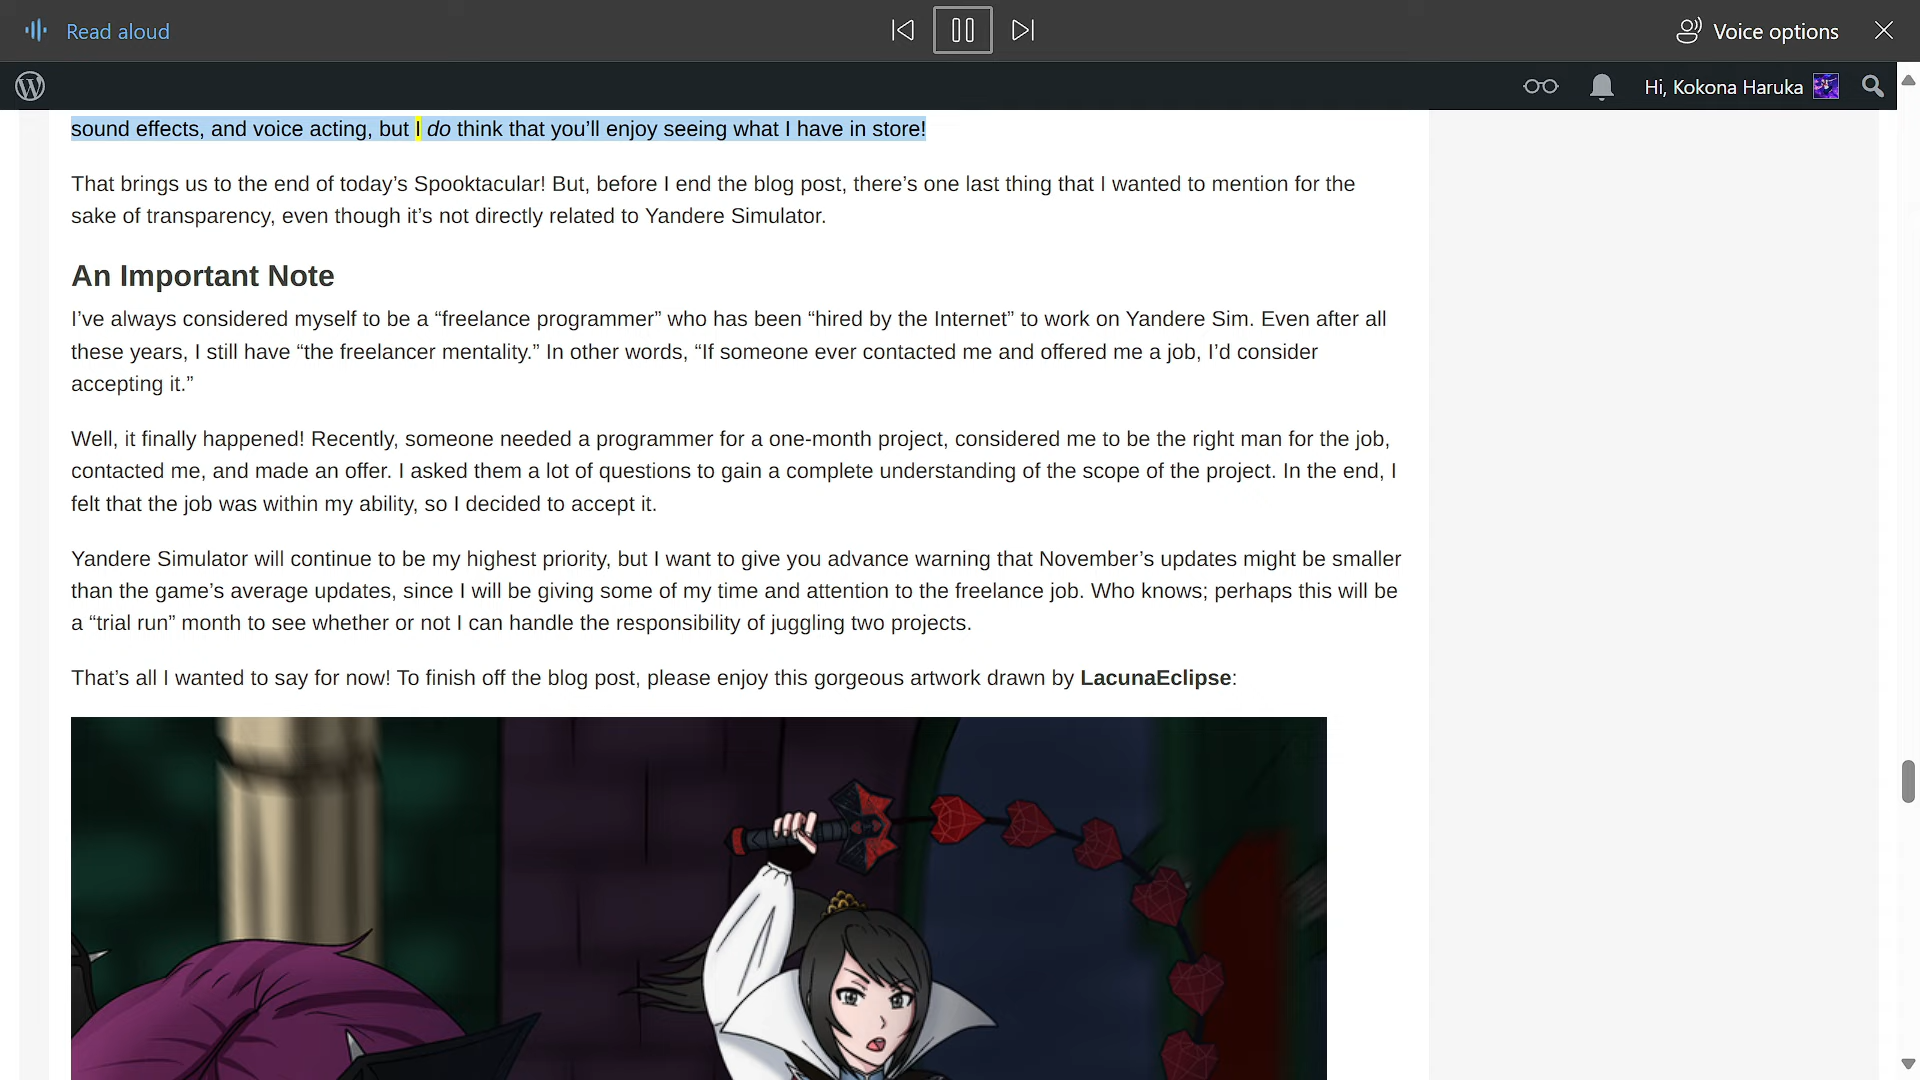 Read aloud
Voice options
Hi, Kokona Haruka
sound effects, and voice acting, but I do think that you’ll enjoy seeing what I have in store!
That brings us to the end of today’s Spooktacular! But, before I end the blog post, there’s one last thing that I wanted to mention for the
sake of transparency, even though it’s not directly related to Yandere Simulator.
An Important Note
I’ve always considered myself to be a “freelance programmer” who has been “hired by the Internet” to work on Yandere Sim. Even after all
these years, I still have “the freelancer mentality.” In other words, “If someone ever contacted me and offered me a job, I’d consider
accepting it.”
Well, it finally happened! Recently, someone needed a programmer for a one-month project, considered me to be the right man for the job,
contacted me, and made an offer. I asked them a lot of questions to gain a complete understanding of the scope of the project. In the end, I
felt that the job was within my ability, so I decided to accept it.
Yandere Simulator will continue to be my highest priority, but I want to give you advance warning that November’s updates might be smaller
than the game’s average updates, since I will be giving some of my time and attention to the freelance job. Who knows; perhaps this will be
a “trial run” month to see whether or not I can handle the responsibility of juggling two projects.
That’s all I wanted to say for now! To finish off the blog post, please enjoy this gorgeous artwork drawn by LacunaEclipse: